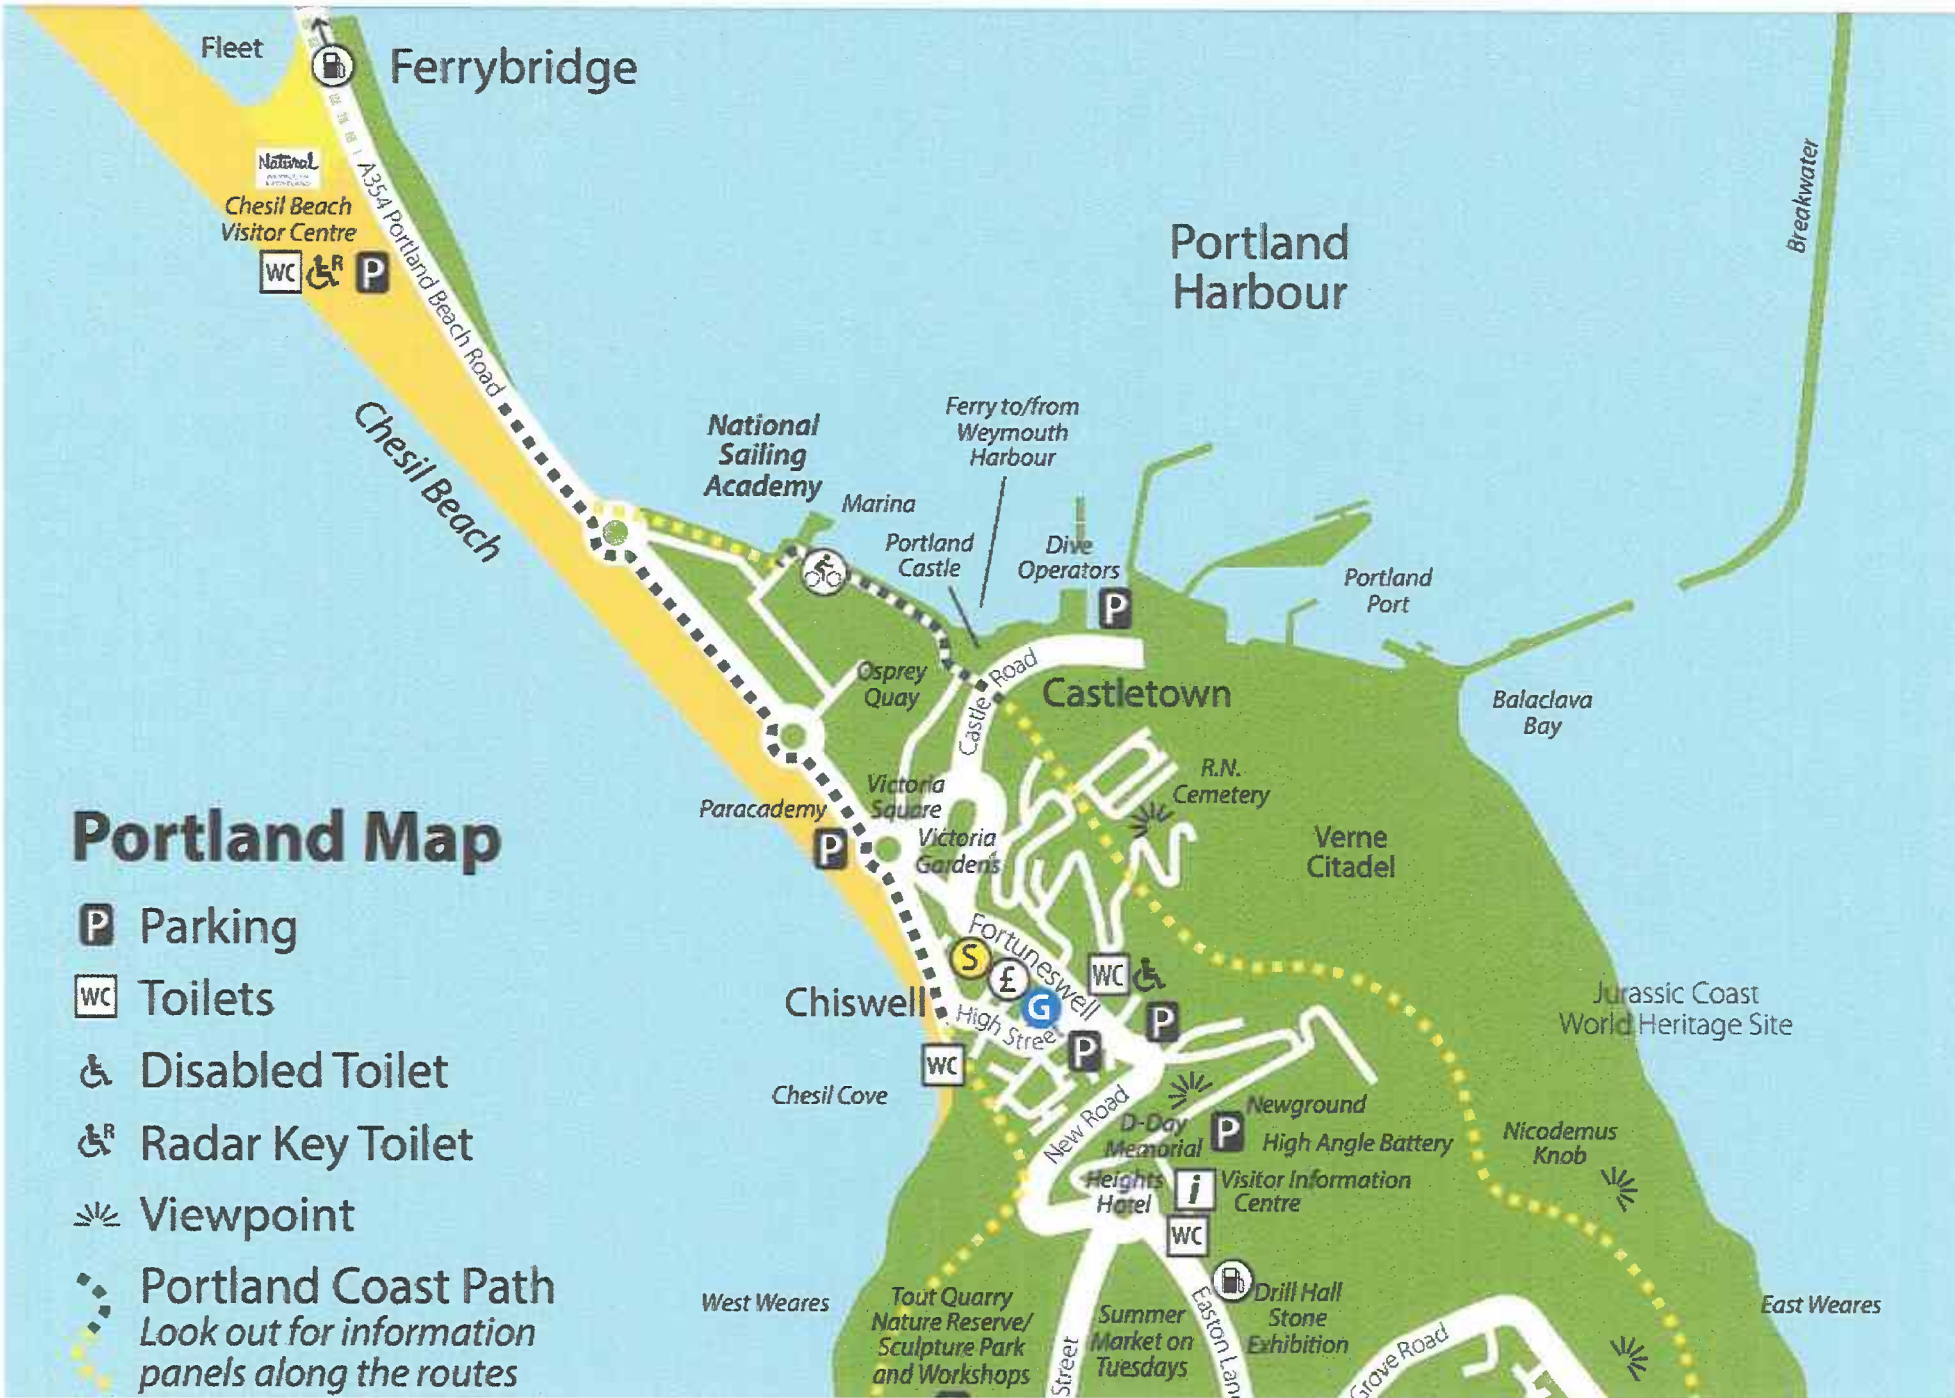 Fleet
Ferrybridge
Natural
Chesil Beach
Visitor Centre
WC
R
P
A354 Portland Beach Road
Chesil Beach
Portland
Harbour
Breakwater
National
Sailing
Academy
Marina
Ferry to/from
Weymouth
Harbour
Portland
Castle
Dive
Operators
P
Portland
Port
Balaclava
Bay
Osprey
Quay
Castle Road
Castletown
R.N.
Cemetery
Victoria
Square
Paracademy
P
Victoria
Gardens
Verne
Citadel
Fortuneswell
S
£
G
WC
P
P
Chiswell
High Stree
WC
Chesil Cove
Jurassic Coast
World Heritage Site
New Road
D-Day
Memorial
P
Newground
High Angle Battery
Nicodemus
Knob
Heights
Hotel
i
Visitor Information
Centre
WC
West Weares
Tout Quarry
Nature Reserve/
Sculpture Park
and Workshops
Street
Summer
Market on
Tuesdays
Easton Lan
Drill Hall
Stone
Exhibition
Grove Road
East Weares
Portland Map
P Parking
WC Toilets
Disabled Toilet
R Radar Key Toilet
Viewpoint
Portland Coast Path
Look out for information
panels along the routes